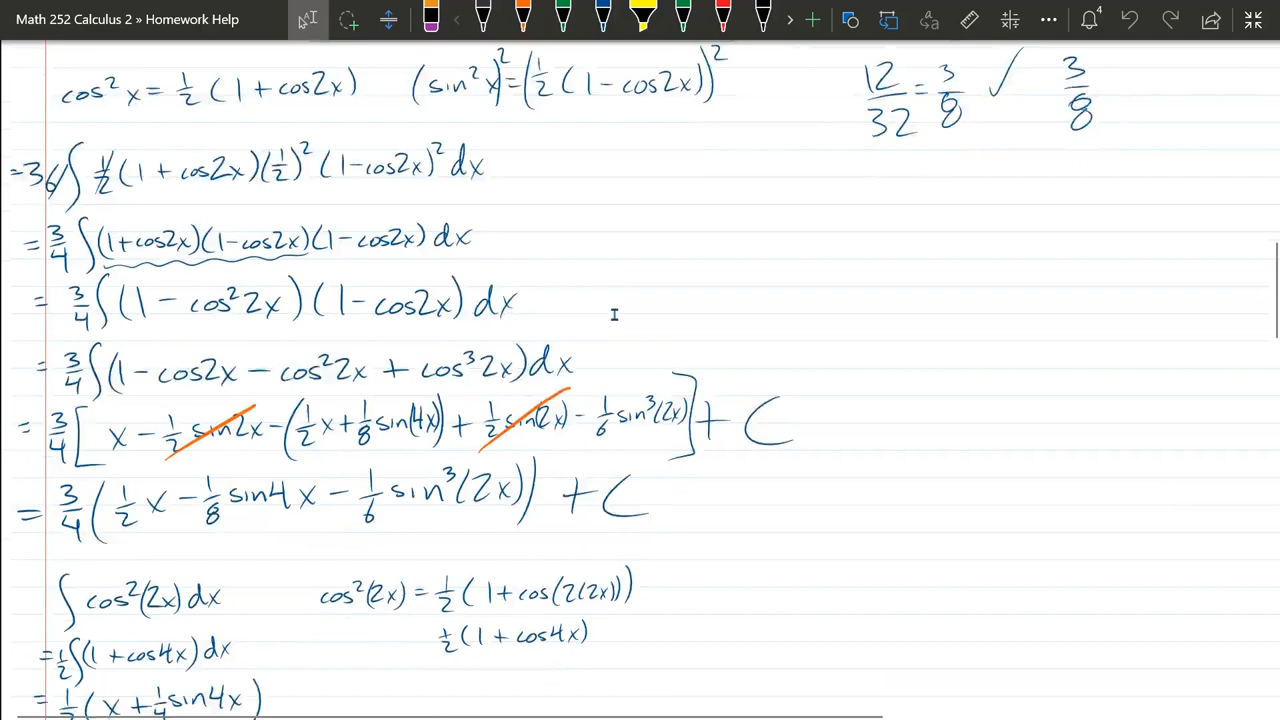 Math 252 Calculus 2 » Homework Help
4
cos²x = 1/2 (1 + cos2x)   (sin²x)² = (1/2 (1 - cos2x))²   12/32 = 3/8 ✓   3/8
= 36 ∫ 1/2 (1 + cos2x)(1/2)² (1 - cos2x)² dx
= 3/4 ∫ (1 + cos2x)(1 - cos2x)(1 - cos2x) dx
= 3/4 ∫ (1 - cos²2x)(1 - cos2x) dx
= 3/4 ∫ (1 - cos2x - cos²2x + cos³2x) dx
= 3/4 [ x - 1/2 sin2x - (1/2 x + 1/8 sin(4x)) + 1/2 sin(2x) - 1/6 sin³(2x) ] + C
= 3/4 (1/2 x - 1/8 sin4x - 1/6 sin³(2x)) + C
∫ cos²(2x) dx   cos²(2x) = 1/2 (1 + cos(2(2x)))
1/2 (1 + cos4x)
= 1/2 ∫ (1 + cos4x) dx
= 1/2 (x + 1/4 sin4x)